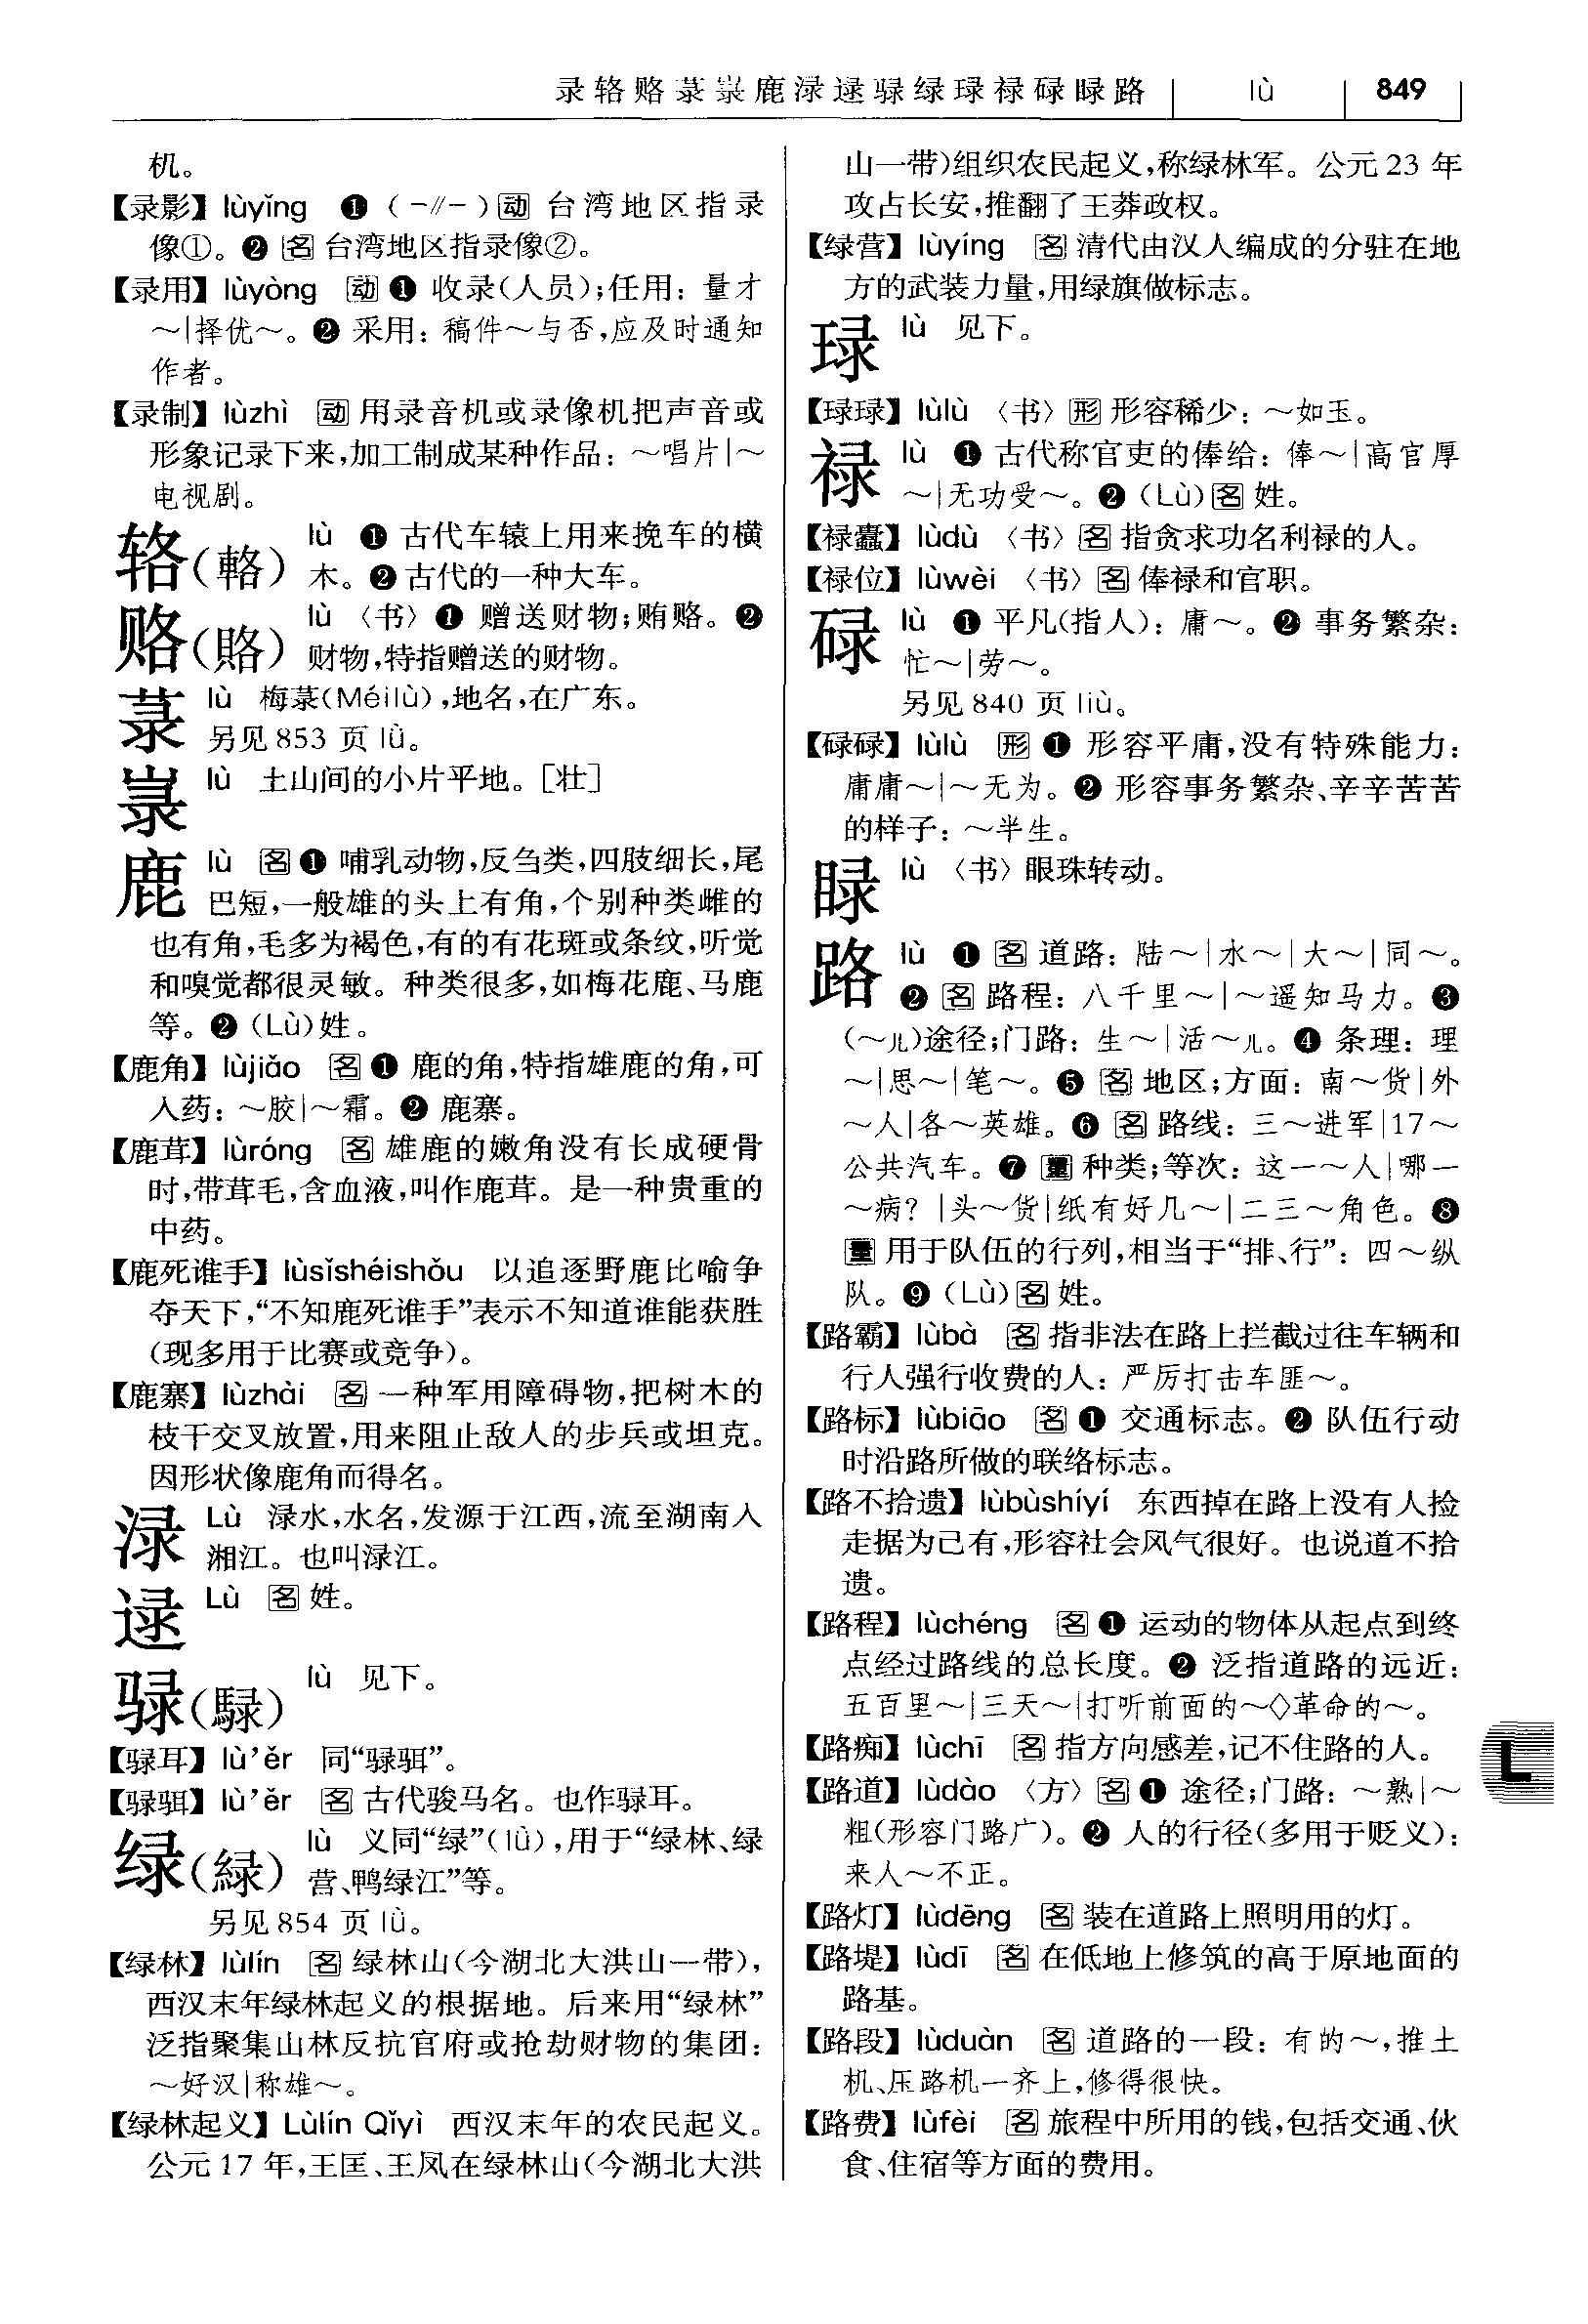 录辂赂菉㟤鹿渌逯骤绿琭禄碌睩路 lù 849
机。
【录影】lùyǐng ❶(-//-)动 台湾地区指录
像①。❷名 台湾地区指录像②。
【录用】lùyòng 动❶ 收录(人员);任用：量才
～|择优～。❷ 采用：稿件～与否,应及时通知
作者。
【录制】lùzhì 动 用录音机或录像机把声音或
形象记录下来,加工制成某种作品：～唱片|～
电视剧。
辂(輅) lù ❶ 古代车辕上用来挽车的横
木。❷ 古代的一种大车。
赂(賂) lù 〈书〉❶ 赠送财物;贿赂。❷
财物,特指赠送的财物。
菉 lù 梅菉(Méilù),地名,在广东。
另见853 页 lǜ。
㟤 lù 土山间的小片平地。[壮]
鹿 lù 名❶ 哺乳动物,反刍类,四肢细长,尾
巴短,一般雄的头上有角,个别种类雌的
也有角,毛多为褐色,有的有花斑或条纹,听觉
和嗅觉都很灵敏。种类很多,如梅花鹿、马鹿
等。❷(Lù)姓。
【鹿角】lùjiǎo 名❶ 鹿的角,特指雄鹿的角,可
入药：～胶|～霜。❷ 鹿寨。
【鹿茸】lùróng 名 雄鹿的嫩角没有长成硬骨
时,带茸毛,含血液,叫作鹿茸。是一种贵重的
中药。
【鹿死谁手】lùsǐshéishǒu 以追逐野鹿比喻争
夺天下,“不知鹿死谁手”表示不知道谁能获胜
(现多用于比赛或竞争)。
【鹿寨】lùzhài 名 一种军用障碍物,把树木的
枝干交叉放置,用来阻止敌人的步兵或坦克。
因形状像鹿角而得名。
渌 Lù 渌水,水名,发源于江西,流至湖南入
湘江。也叫渌江。
逯 Lù 名 姓。
𫘧(騄) lù 见下。
【𫘧耳】lù’ěr 同“𫘧駬”。
【𫘧駬】lù’ěr 名 古代骏马名。也作𫘧耳。
绿(緑) lù 义同“绿”(lǜ),用于“绿林、绿
营、鸭绿江”等。
另见854 页 lǜ。
【绿林】lùlín 名 绿林山(今湖北大洪山一带),
西汉末年绿林起义的根据地。后来用“绿林”
泛指聚集山林反抗官府或抢劫财物的集团：
～好汉|称雄～。
【绿林起义】Lùlín Qǐyì 西汉末年的农民起义。
公元17 年,王匡、王凤在绿林山(今湖北大洪
山一带)组织农民起义,称绿林军。公元23 年
攻占长安,推翻了王莽政权。
【绿营】lùyíng 名 清代由汉人编成的分驻在地
方的武装力量,用绿旗做标志。
琭 lù 见下。
【琭琭】lùlù 〈书〉形 形容稀少：～如玉。
禄 lù ❶ 古代称官吏的俸给：俸～|高官厚
～|无功受～。❷(Lù)名 姓。
【禄蠹】lùdù 〈书〉名 指贪求功名利禄的人。
【禄位】lùwèi 〈书〉名 俸禄和官职。
碌 lù ❶ 平凡(指人)：庸～。❷ 事务繁杂：
忙～|劳～。
另见840 页 liù。
【碌碌】lùlù 形❶ 形容平庸,没有特殊能力：
庸庸～|～无为。❷ 形容事务繁杂、辛辛苦苦
的样子：～半生。
睩 lù 〈书〉眼珠转动。
路 lù ❶名 道路：陆～|水～|大～|同～。
❷名 路程：八千里～|～遥知马力。❸
(～儿)途径;门路：生～|活～儿。❹ 条理：理
～|思～|笔～。❺名 地区;方面：南～货|外
～人|各～英雄。❻名 路线：三～进军|17～
公共汽车。❼量 种类;等次：这一～人|哪一
～病？|头～货|纸有好几～|二三～角色。❽
量 用于队伍的行列,相当于“排、行”：四～纵
队。❾(Lù)名 姓。
【路霸】lùbà 名 指非法在路上拦截过往车辆和
行人强行收费的人：严厉打击车匪～。
【路标】lùbiāo 名❶ 交通标志。❷ 队伍行动
时沿路所做的联络标志。
【路不拾遗】lùbùshíyí 东西掉在路上没有人捡
走据为己有,形容社会风气很好。也说道不拾
遗。
【路程】lùchéng 名❶ 运动的物体从起点到终
点经过路线的总长度。❷ 泛指道路的远近：
五百里～|三天～|打听前面的～◇革命的～。
【路痴】lùchī 名 指方向感差,记不住路的人。
【路道】lùdào 〈方〉名❶ 途径;门路：～熟|～
粗(形容门路广)。❷ 人的行径(多用于贬义)：
来人～不正。
【路灯】lùdēng 名 装在道路上照明用的灯。
【路堤】lùdī 名 在低地上修筑的高于原地面的
路基。
【路段】lùduàn 名 道路的一段：有的～,推土
机、压路机一齐上,修得很快。
【路费】lùfèi 名 旅程中所用的钱,包括交通、伙
食、住宿等方面的费用。
L